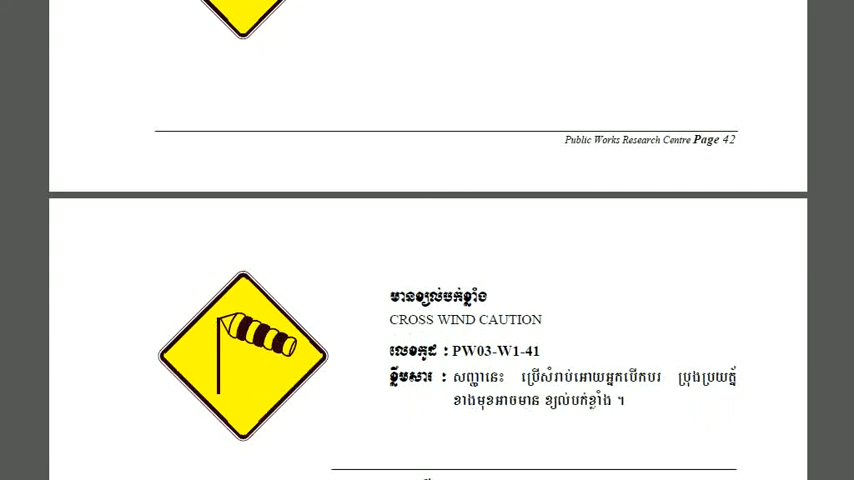 Public Works Research Centre Page 42
មានខ្យល់បក់ខ្លាំង
CROSS WIND CAUTION
លេខកូដ : PW03-W1-41
ខ្លឹមសារ : សញ្ញានេះ ប្រើសំរាប់អោយអ្នកបើកបរ ប្រុងប្រយត្ន័
ខាងមុខអាចមាន ខ្យល់បក់ខ្លាំង ។